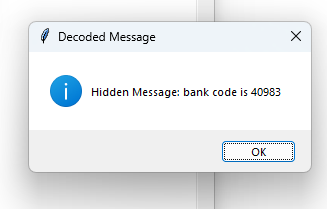 Decoded Message
Hidden Message: bank code is 40983
OK